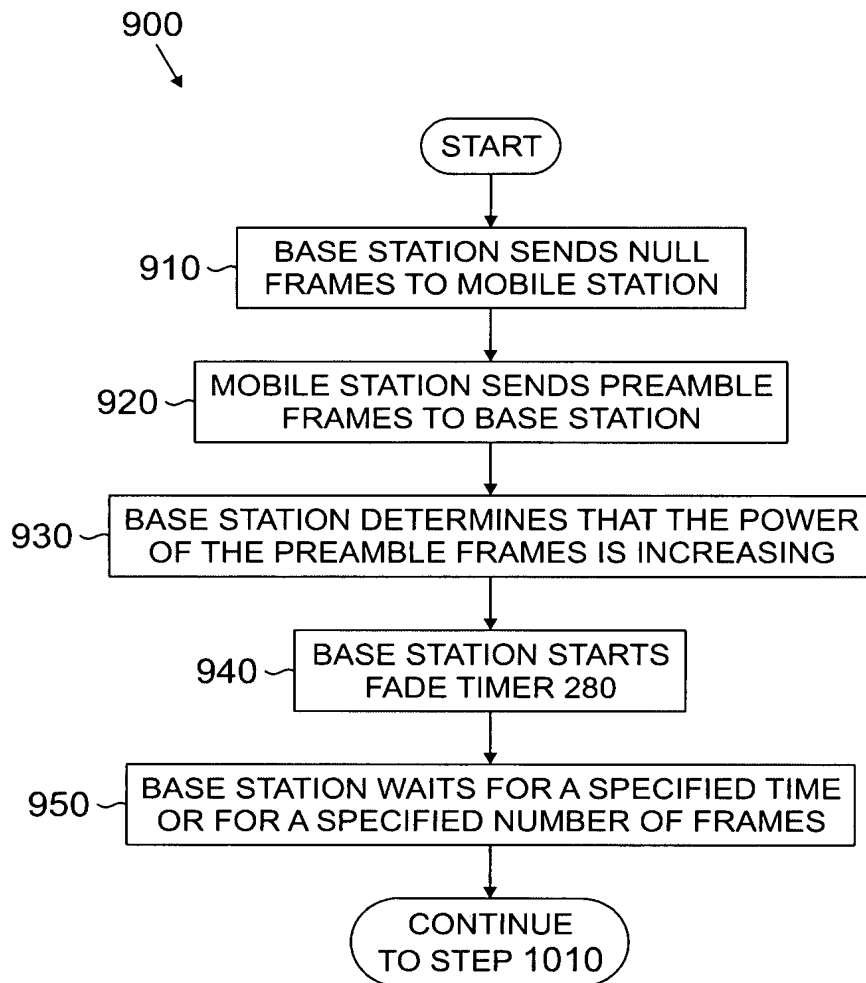 900
START
910
BASE STATION SENDS NULL
FRAMES TO MOBILE STATION
920
MOBILE STATION SENDS PREAMBLE
FRAMES TO BASE STATION
930
BASE STATION DETERMINES THAT THE POWER
OF THE PREAMBLE FRAMES IS INCREASING
940
BASE STATION STARTS
FADE TIMER 280
950
BASE STATION WAITS FOR A SPECIFIED TIME
OR FOR A SPECIFIED NUMBER OF FRAMES
CONTINUE
TO STEP 1010